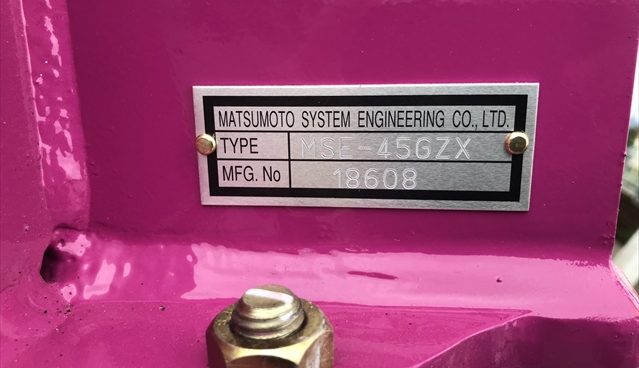 MATSUMOTO SYSTEM ENGINEERING CO., LTD.
TYPE MSE-45GZX
MFG. No 18608